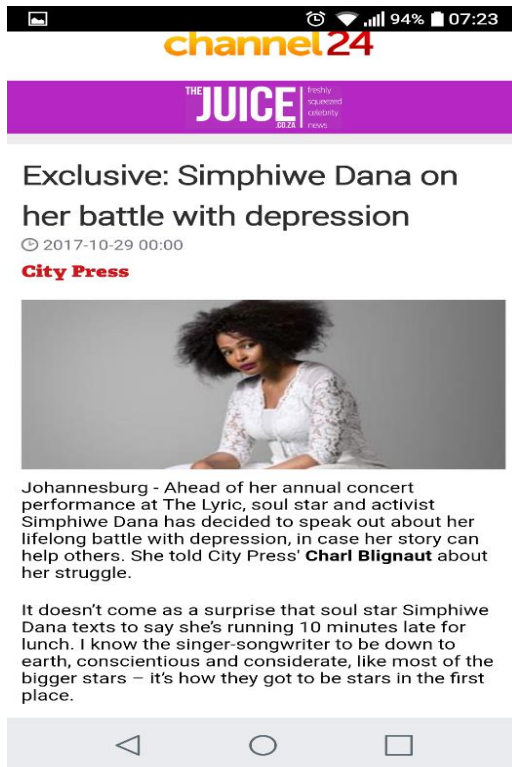 94% 07:23
channel24
THE JUICE .CO.ZA
freshly
squeezed
celebrity
news
Exclusive: Simphiwe Dana on
her battle with depression
2017-10-29 00:00
City Press
Johannesburg - Ahead of her annual concert
performance at The Lyric, soul star and activist
Simphiwe Dana has decided to speak out about her
lifelong battle with depression, in case her story can
help others. She told City Press' Charl Blignaut about
her struggle.
It doesn’t come as a surprise that soul star Simphiwe
Dana texts to say she’s running 10 minutes late for
lunch. I know the singer-songwriter to be down to
earth, conscientious and considerate, like most of the
bigger stars – it’s how they got to be stars in the first
place.